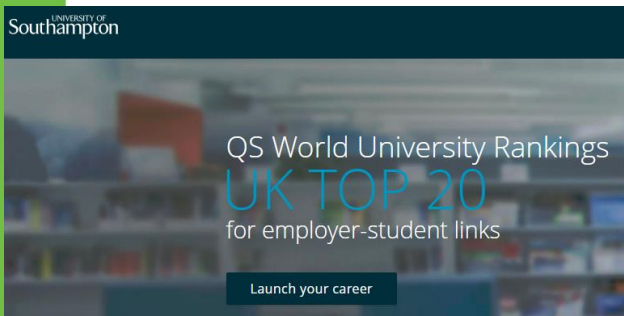 UNIVERSITY OF
Southampton
QS World University Rankings
UK TOP 20
for employer-student links
Launch your career